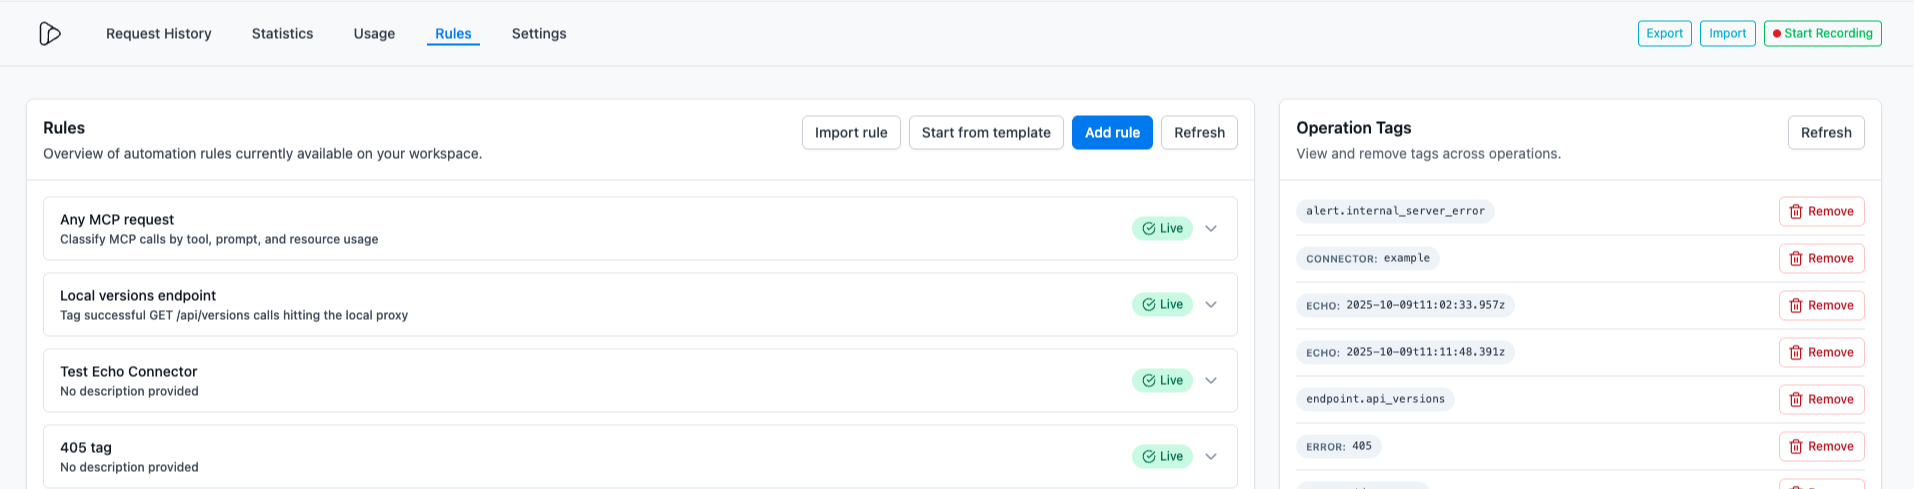 Request History Statistics Usage Rules Settings Export Import Start Recording
Rules
Overview of automation rules currently available on your workspace.
Import rule Start from template Add rule Refresh
Any MCP request
Classify MCP calls by tool, prompt, and resource usage
Live
Local versions endpoint
Tag successful GET /api/versions calls hitting the local proxy
Live
Test Echo Connector
No description provided
Live
405 tag
No description provided
Live
Operation Tags
View and remove tags across operations.
Refresh
alert.internal_server_error Remove
CONNECTOR: example Remove
ECHO: 2025-10-09t11:02:33.957z Remove
ECHO: 2025-10-09t11:11:48.391z Remove
endpoint.api_versions Remove
ERROR: 405 Remove